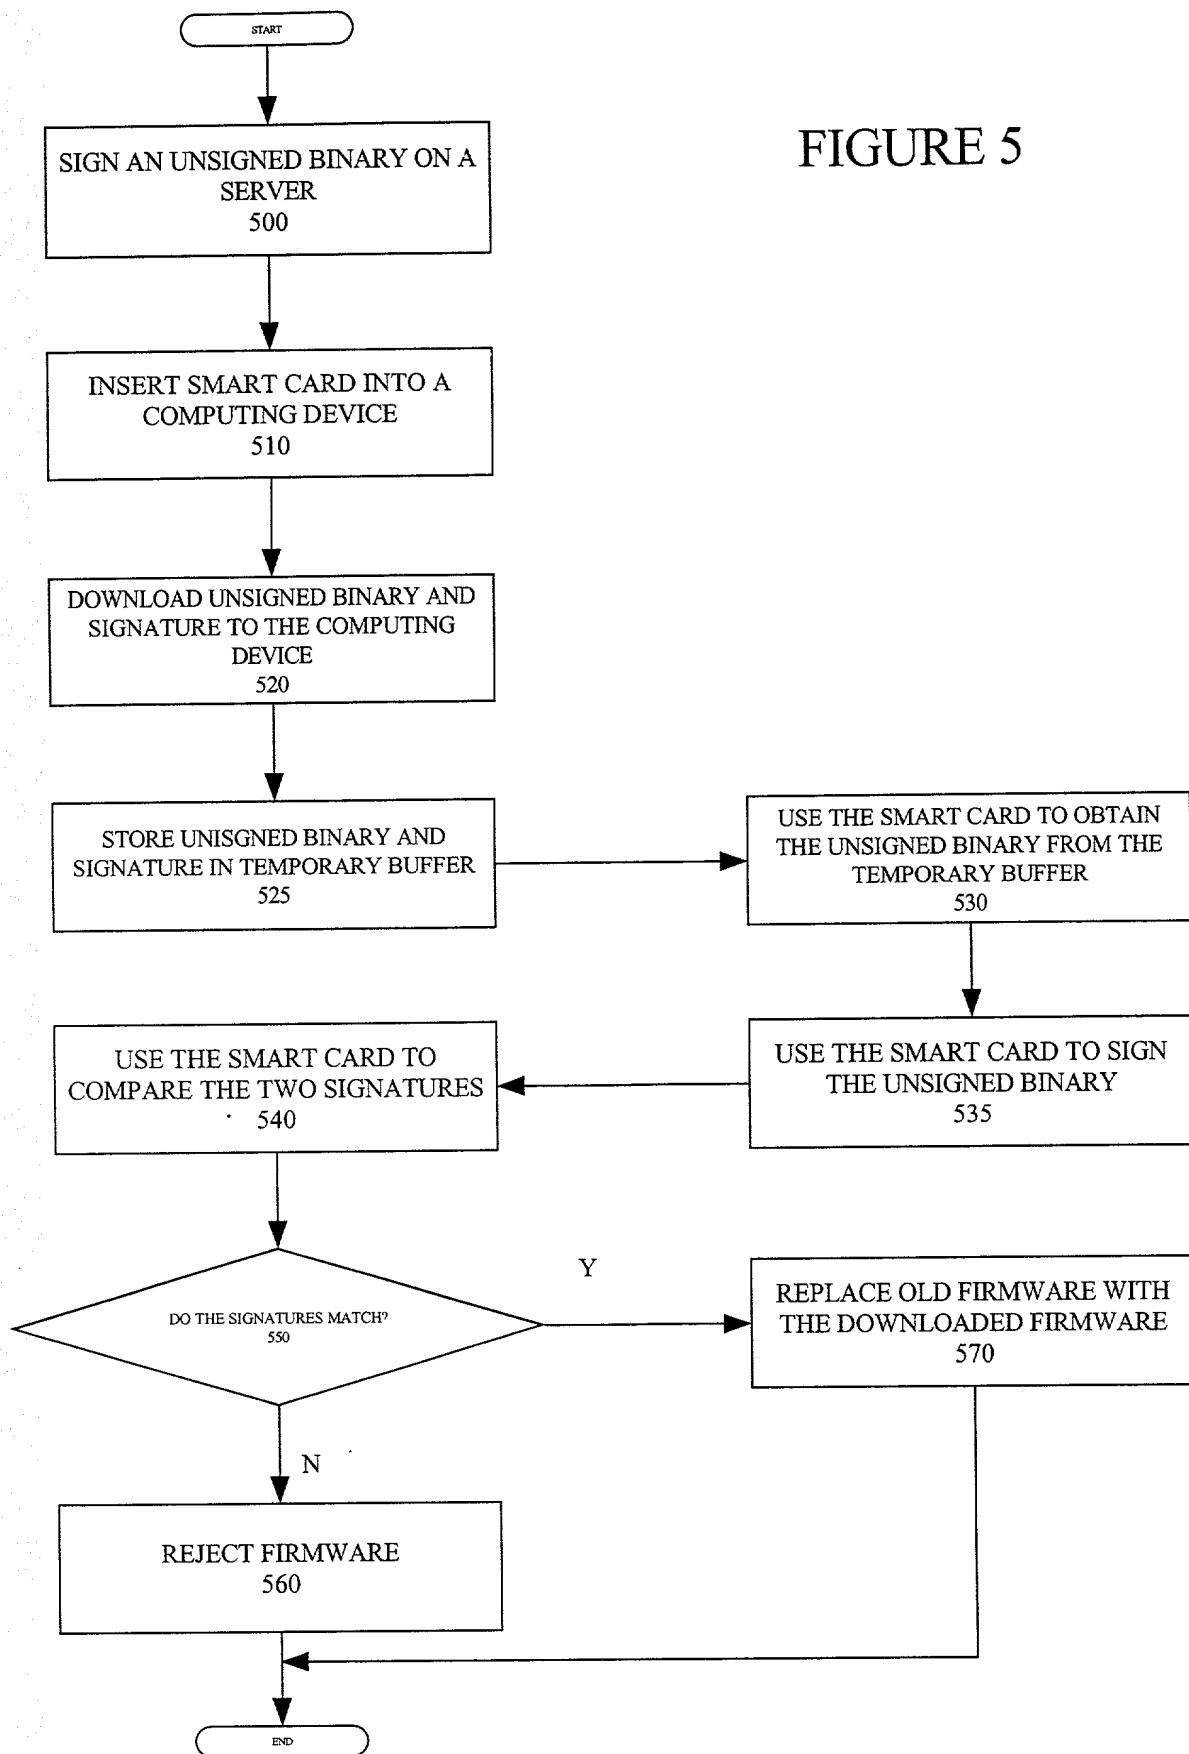 START
FIGURE 5
SIGN AN UNSIGNED BINARY ON A
SERVER
500
INSERT SMART CARD INTO A
COMPUTING DEVICE
510
DOWNLOAD UNSIGNED BINARY AND
SIGNATURE TO THE COMPUTING
DEVICE
520
STORE UNISGNED BINARY AND
SIGNATURE IN TEMPORARY BUFFER
525
USE THE SMART CARD TO OBTAIN
THE UNSIGNED BINARY FROM THE
TEMPORARY BUFFER
530
USE THE SMART CARD TO SIGN
THE UNSIGNED BINARY
535
USE THE SMART CARD TO
COMPARE THE TWO SIGNATURES
540
DO THE SIGNATURES MATCH?
550
Y
REPLACE OLD FIRMWARE WITH
THE DOWNLOADED FIRMWARE
570
N
REJECT FIRMWARE
560
END